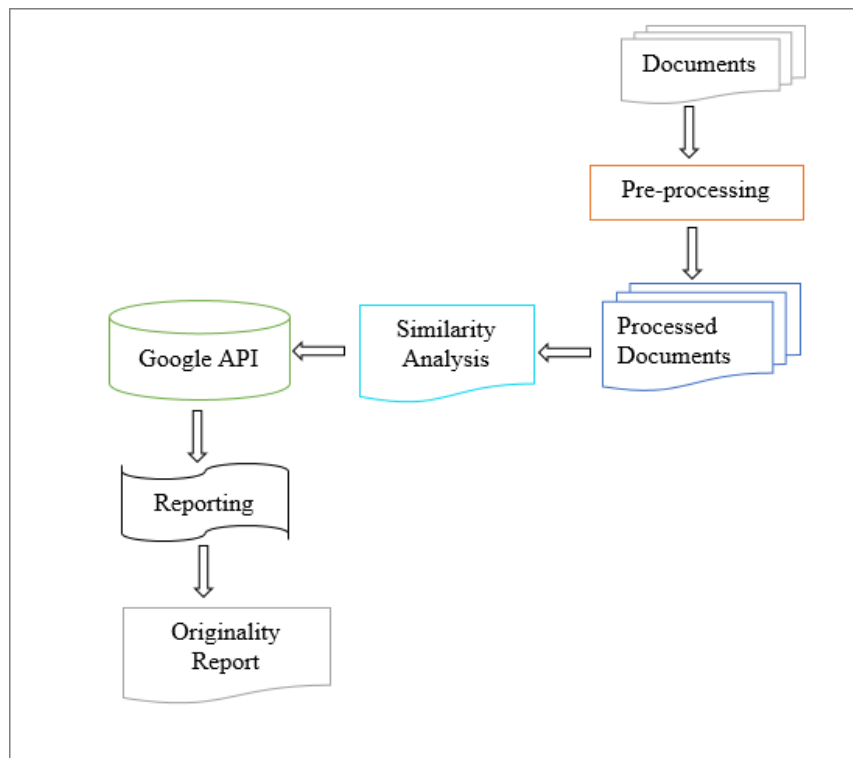 Documents
Pre-processing
Processed
Documents
Similarity
Analysis
Google API
Reporting
Originality
Report